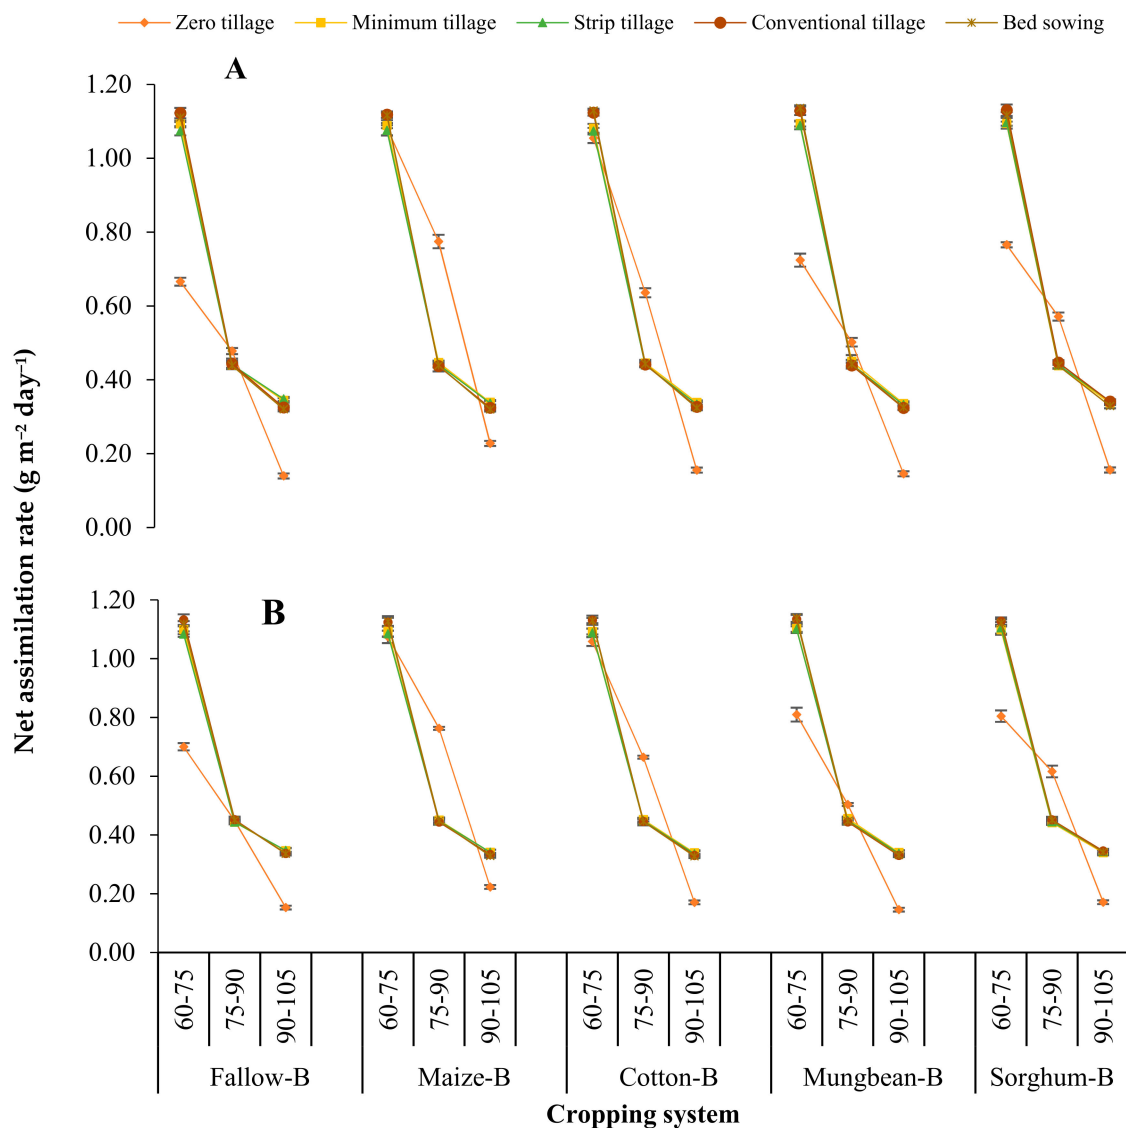 Zero tillage Minimum tillage Strip tillage Conventional tillage Bed sowing
A
1.20
1.00
0.80
0.60
0.40
0.20
0.00
Net assimilation rate (g m⁻² day⁻¹)
B
1.20
1.00
0.80
0.60
0.40
0.20
0.00
60-75 75-90 90-105 60-75 75-90 90-105 60-75 75-90 90-105 60-75 75-90 90-105 60-75 75-90 90-105
Fallow-B Maize-B Cotton-B Mungbean-B Sorghum-B
Cropping system